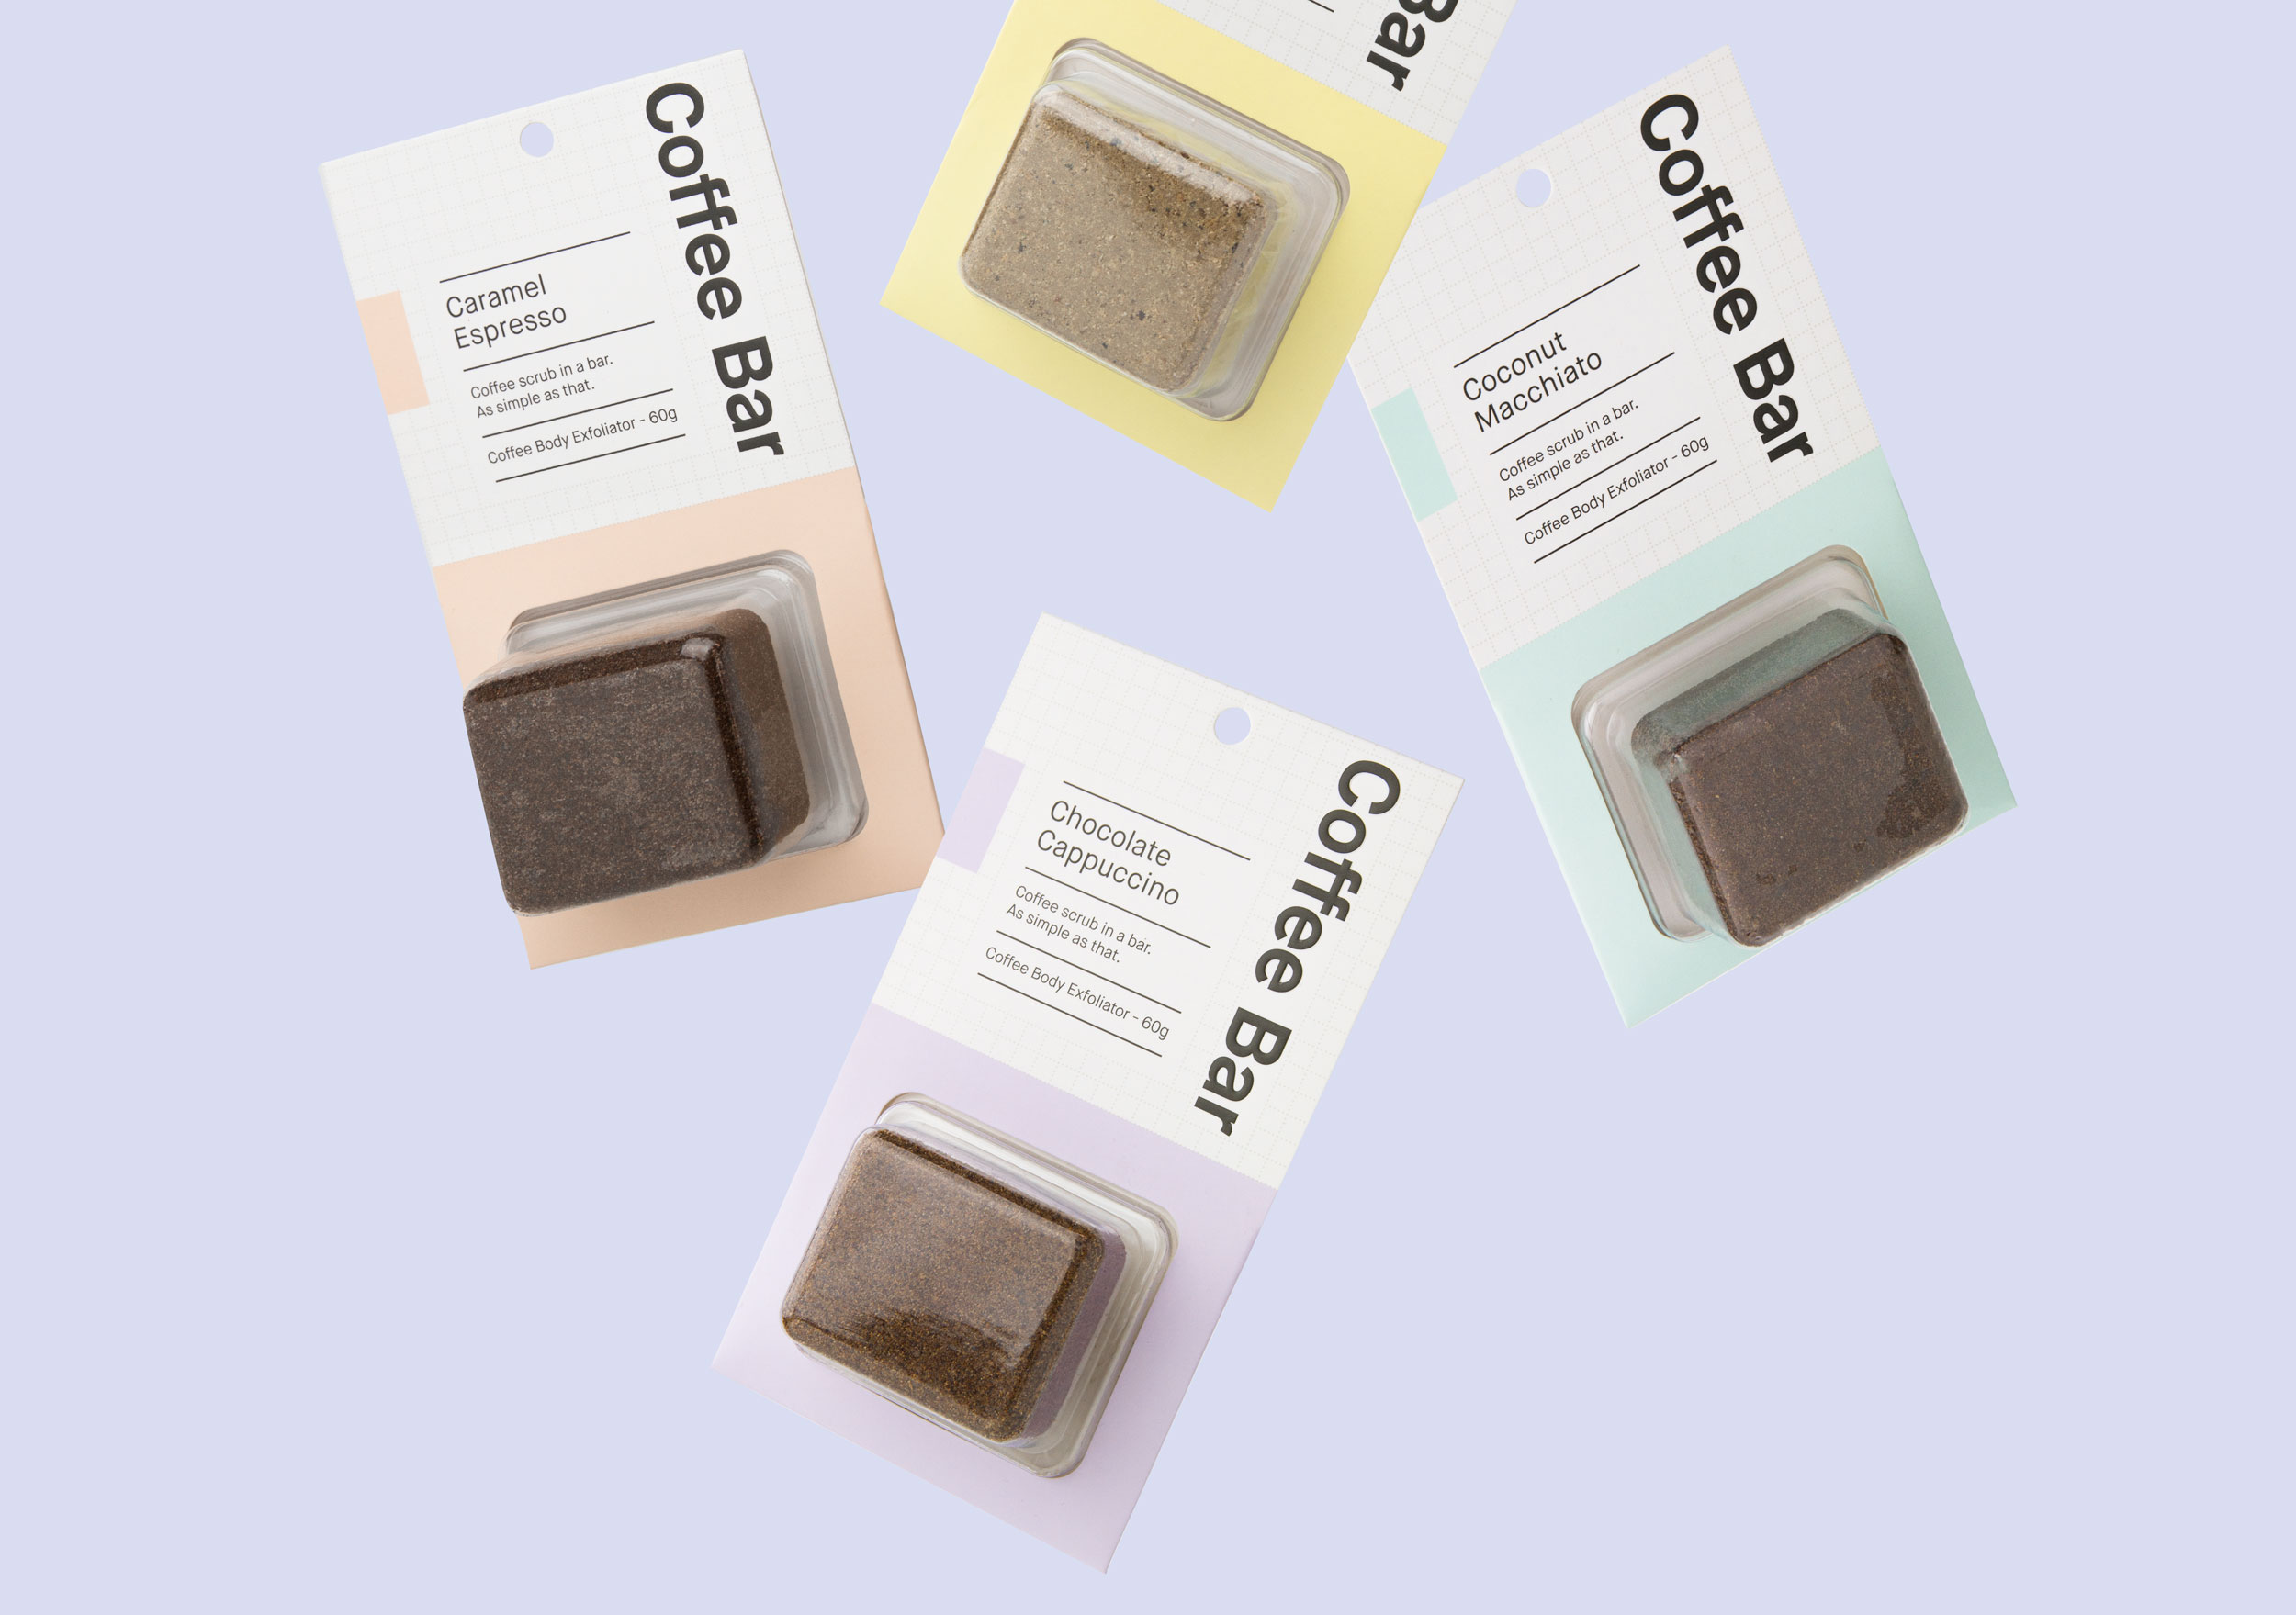 Coffee Bar
Caramel
Espresso
Coffee scrub in a bar.
As simple as that.
Coffee Body Exfoliator - 60g
Bar
Coffee Bar
Coconut
Macchiato
Coffee scrub in a bar.
As simple as that.
Coffee Body Exfoliator - 60g
Coffee Bar
Chocolate
Cappuccino
Coffee scrub in a bar.
As simple as that.
Coffee Body Exfoliator - 60g